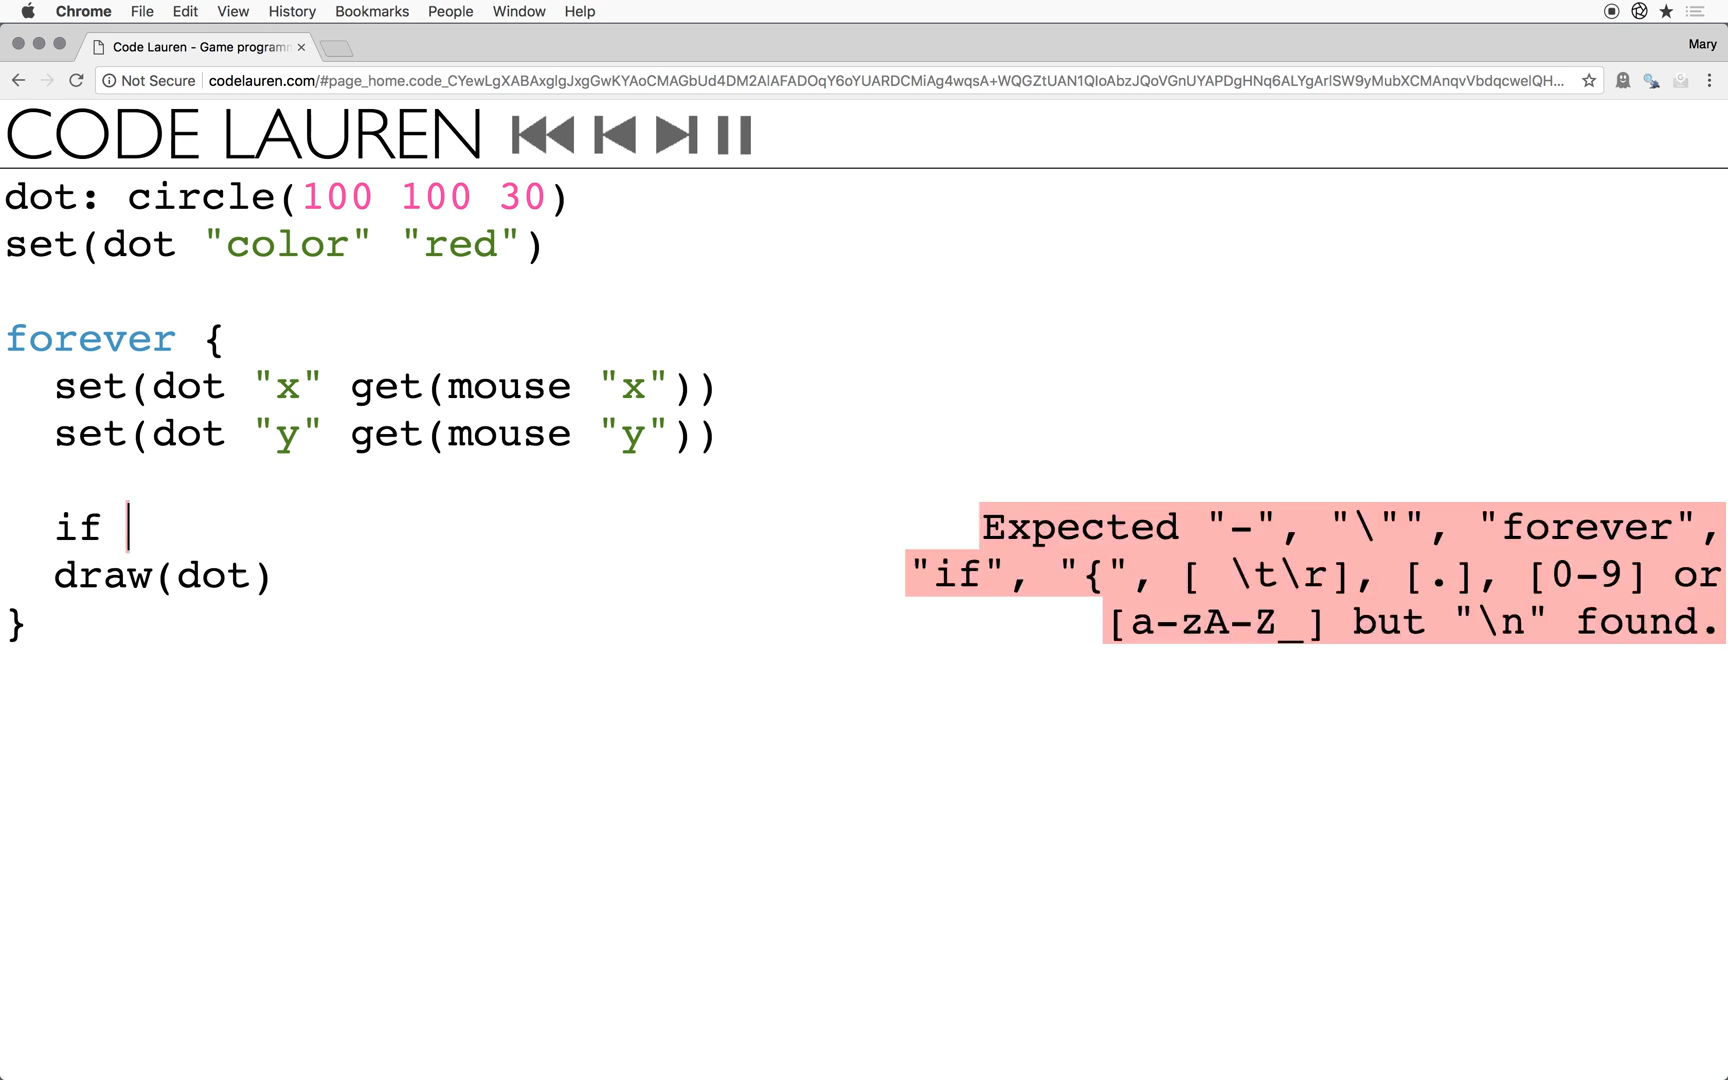 Chrome File Edit View History Bookmarks People Window Help
Code Lauren - Game programm
Mary
Not Secure codelauren.com/#page_home.code_CYewLgXABAxglgJxgGwKYAoCMAGbUd4DM2AlAFADOqY6oYUARDCMiAg4wqsA+WQGZtUAN1QIoAbzJQoVGnUYAPDgHNq6ALYgArlSW9yMubXCMAnqvVbdqcwelQH...
CODE LAUREN
dot: circle(100 100 30)
set(dot "color" "red")
forever {
set(dot "x" get(mouse "x"))
set(dot "y" get(mouse "y"))
if
draw(dot)
}
Expected "-", "\"", "forever",
"if", "{", [ \t\r], [.], [0-9] or
[a-zA-Z_] but "\n" found.